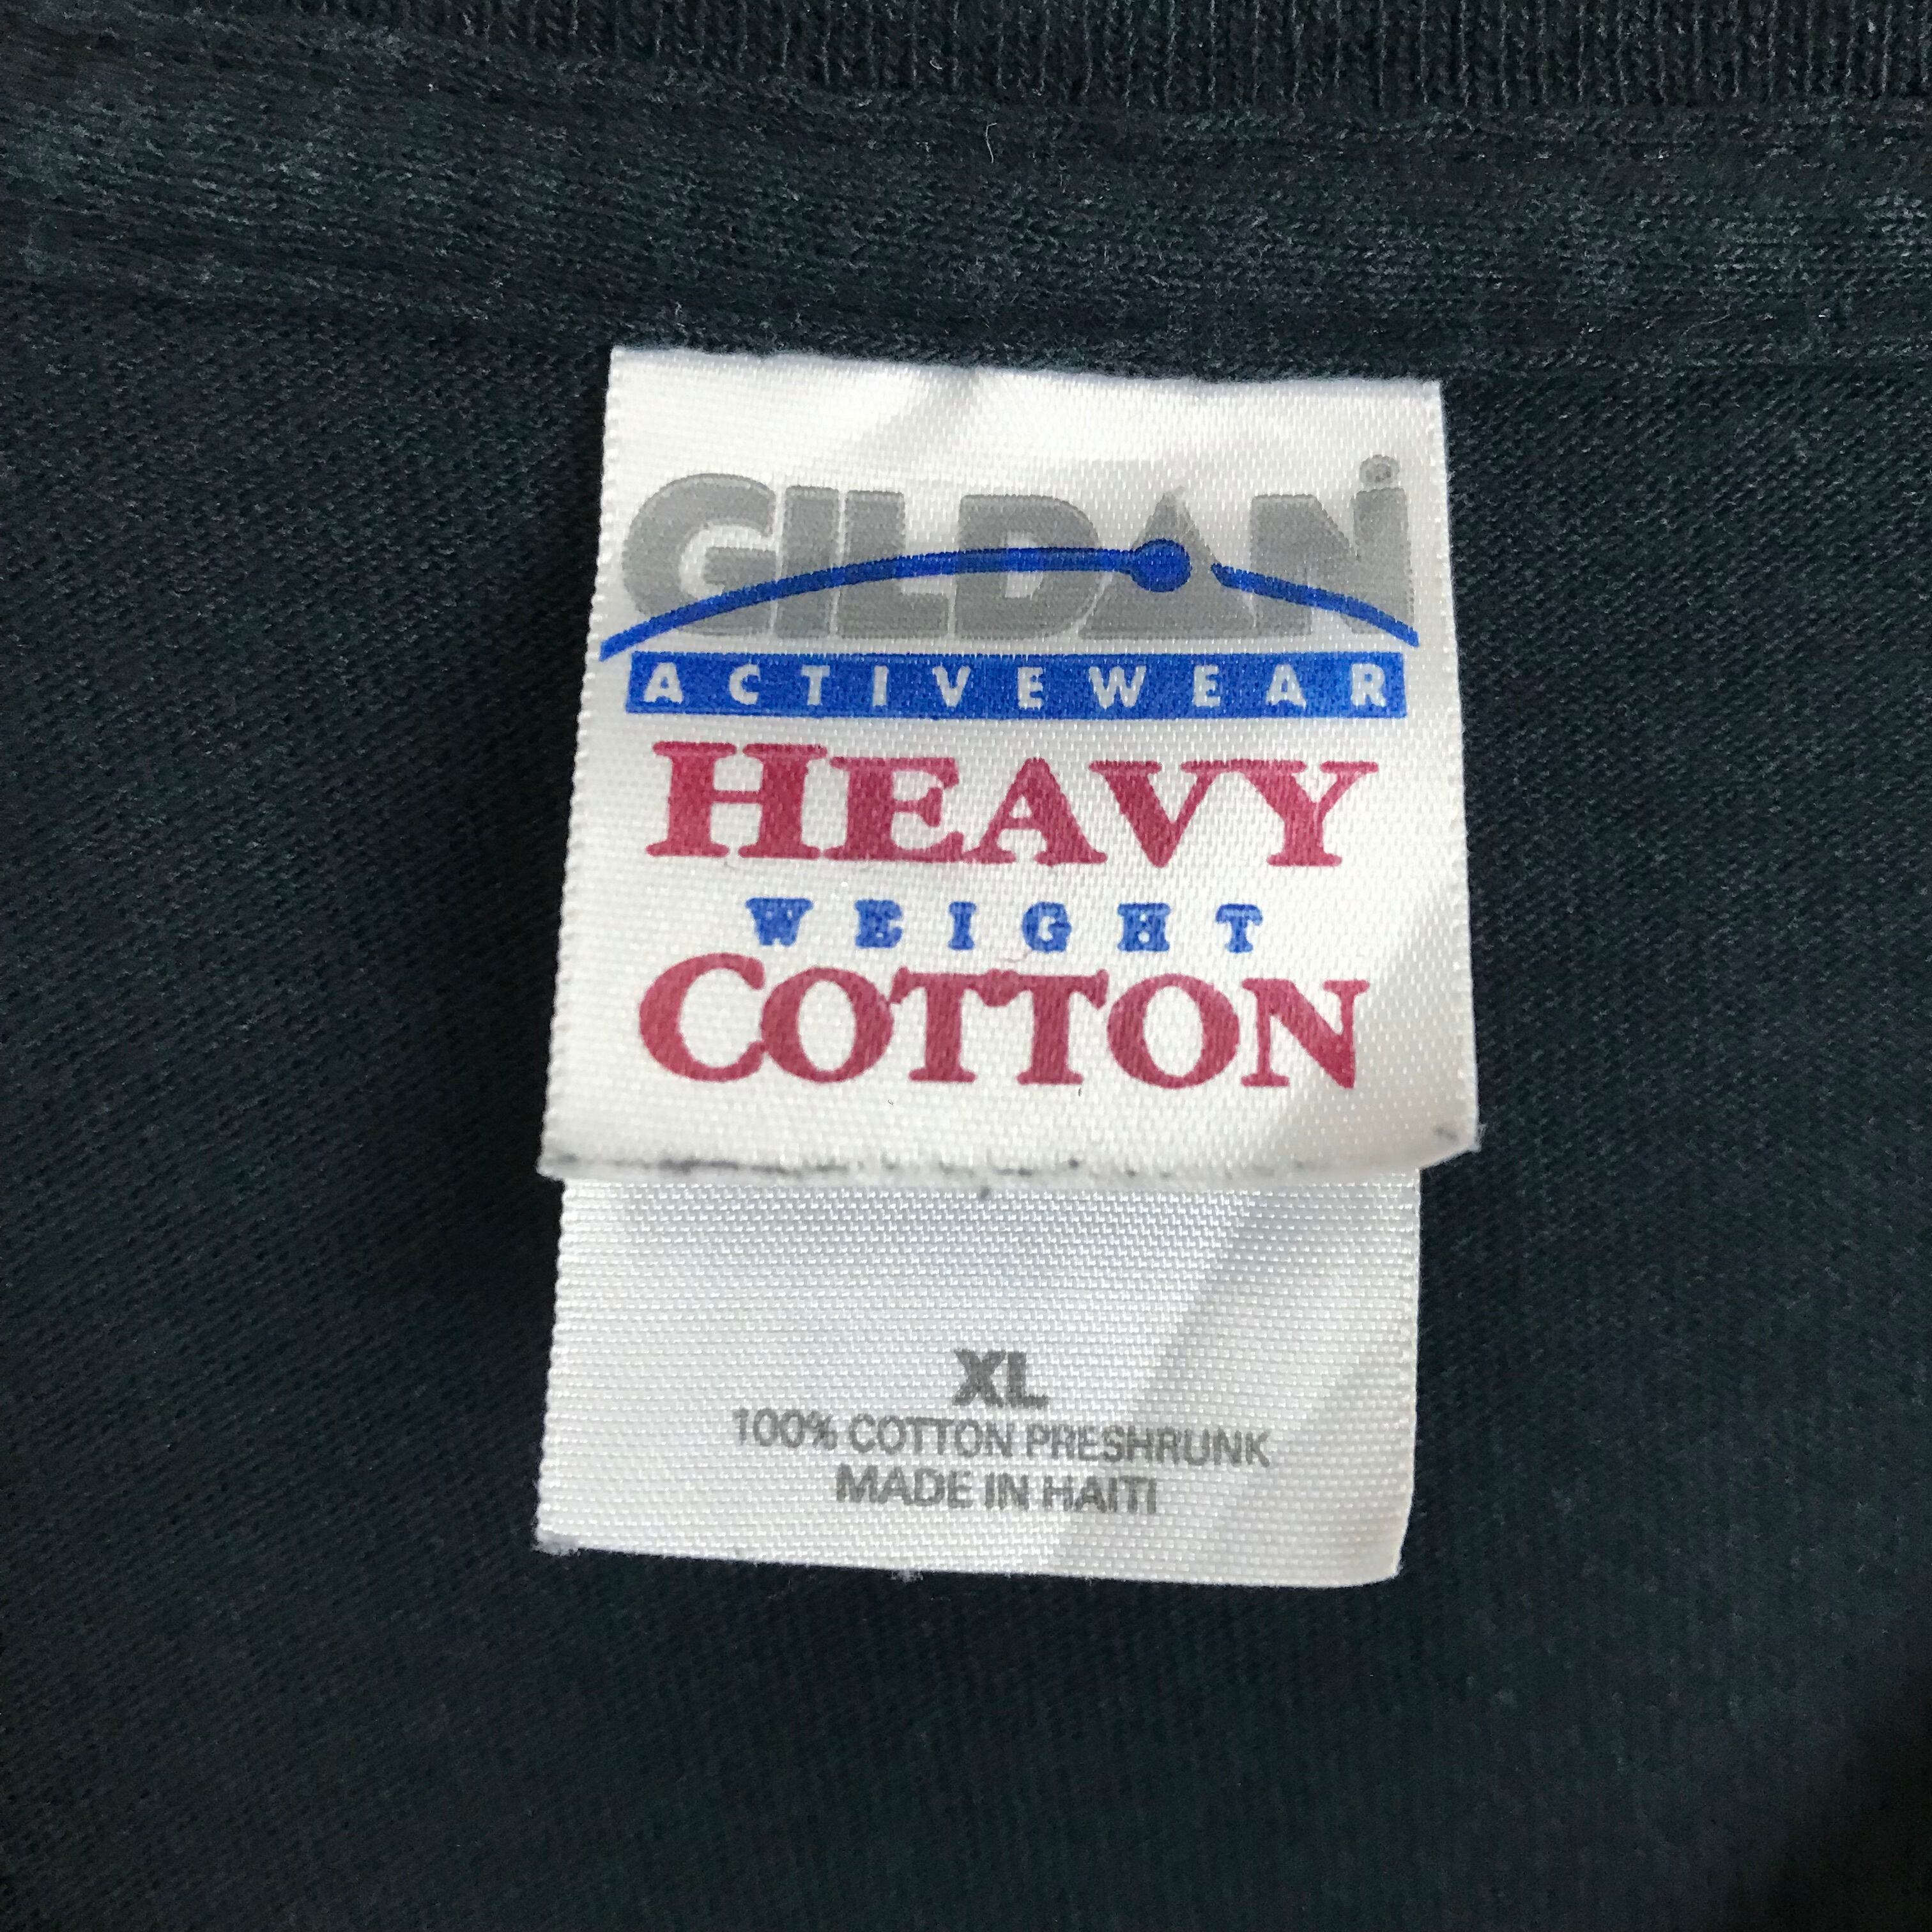 GILDAN
ACTIVEWEAR
HEAVY
WEIGHT
COTTON
XL
100% COTTON PRESHRUNK
MADE IN HAITI